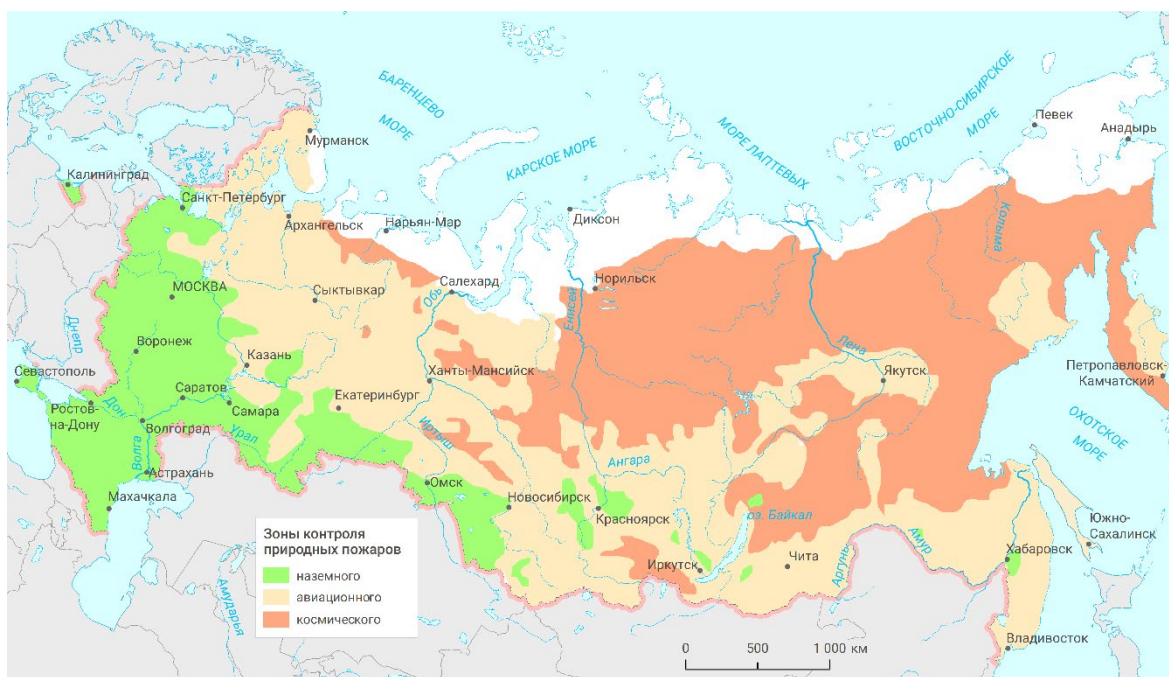 БАРЕНЦЕВО
МОРЕ
КАРСКОЕ МОРЕ
МОРЕ ЛАПТЕВЫХ
ВОСТОЧНО-СИБИРСКОЕ
МОРЕ
Певек
Анадырь
Мурманск
Калининград
Санкт-Петербург
Архангельск
Нарьян-Мар
Диксон
Колыма
Норильск
Салехард
Обь
Енисей
МОСКВА
Сыктывкар
Днепр
Воронеж
Казань
Ханты-Мансийск
Лена
Якутск
Петропавловск-
Камчатский
Севастополь
Саратов
Самара
Екатеринбург
Ростов-
на-Дону
Дон
Волгоград
Урал
Иртыш
Ангара
ОХОТСКОЕ
МОРЕ
Волга
Астрахань
Омск
Новосибирск
Красноярск
оз. Байкал
Махачкала
Южно-
Сахалинск
Иркутск
Чита
Аргунь
Амур
Хабаровск
Амударья
Владивосток
Зоны контроля
природных пожаров
наземного
авиационного
космического
0 500 1 000 км